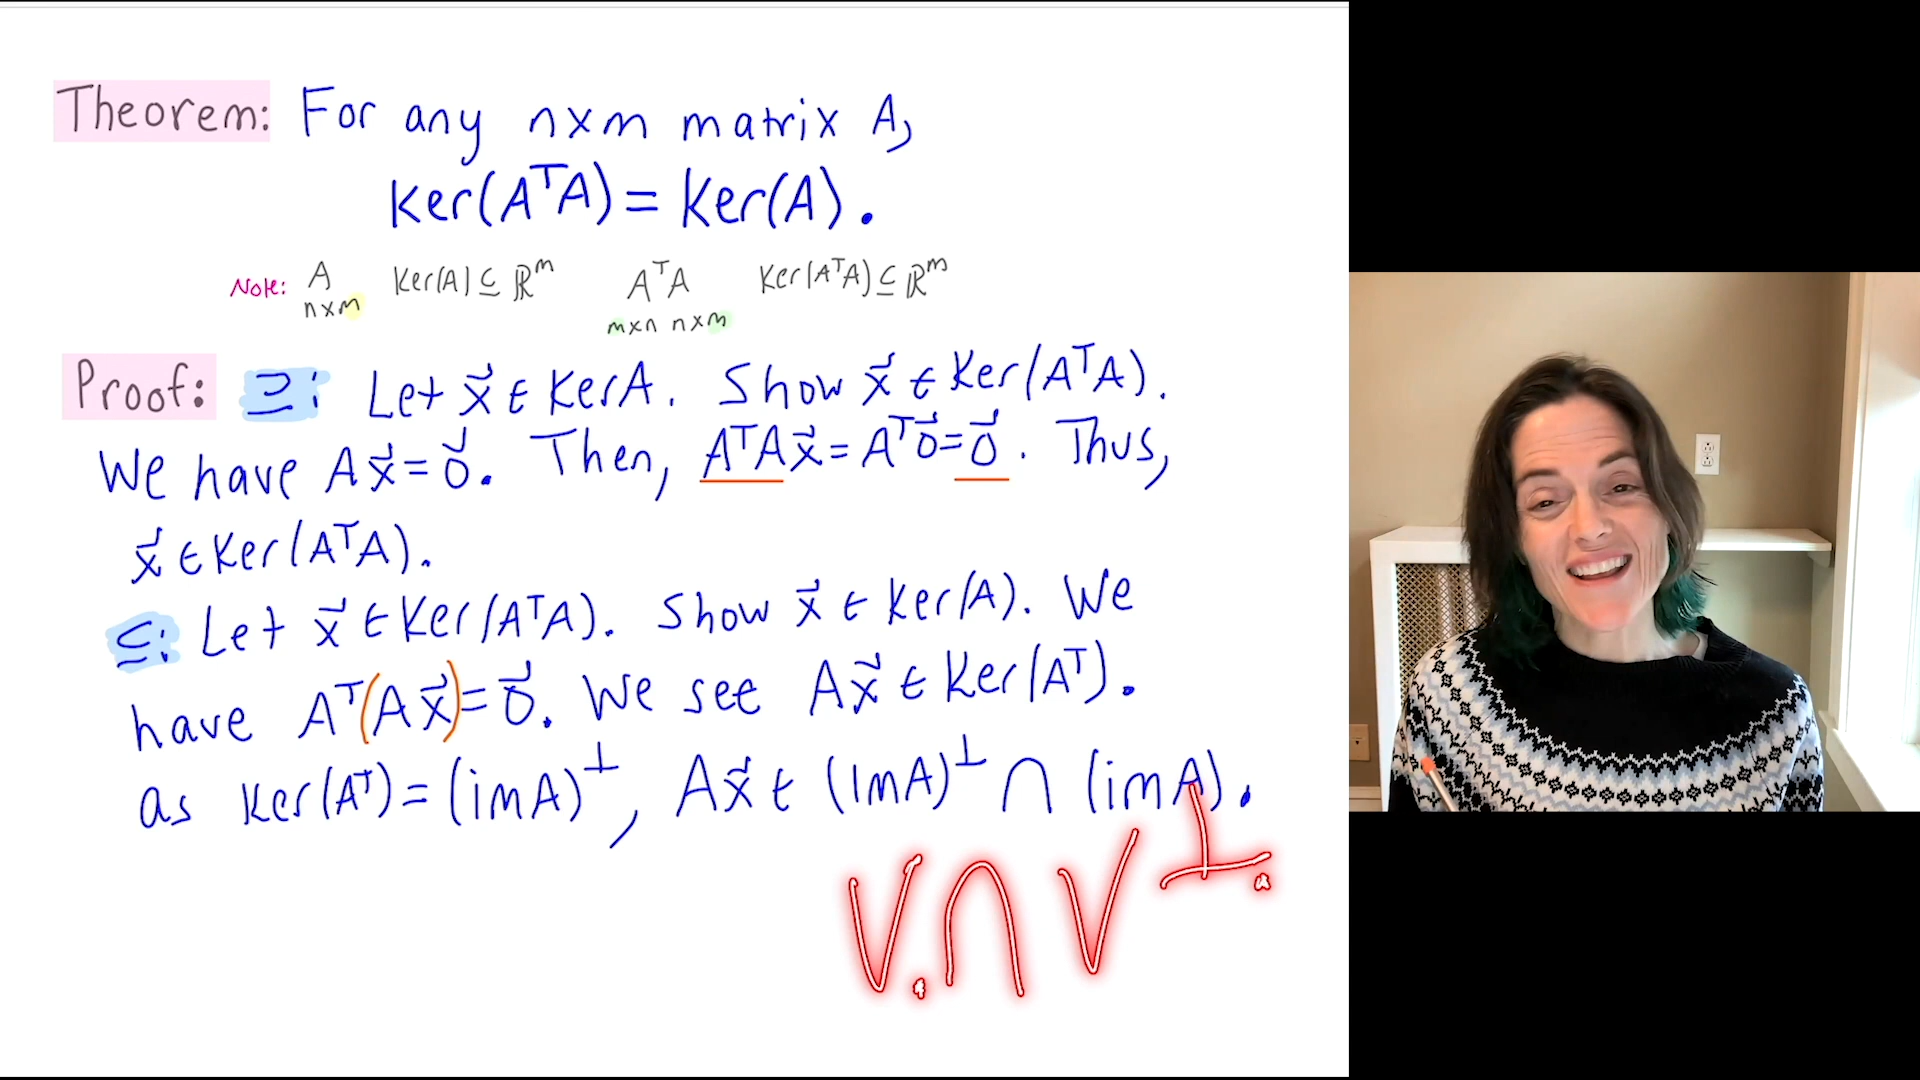 Theorem: For any n×m matrix A,
Ker(AᵀA) = Ker(A).
Note: A Ker(A) ⊆ ℝᵐ AᵀA Ker(AᵀA) ⊆ ℝᵐ
n×m m×n n×m
Proof: ⊇: Let x⃗ ∈ Ker A. Show x⃗ ∈ Ker(AᵀA).
We have Ax⃗ = 0⃗. Then, AᵀAx⃗ = Aᵀ0⃗ = 0⃗. Thus,
x⃗ ∈ Ker(AᵀA).
⊆: Let x⃗ ∈ Ker(AᵀA). Show x⃗ ∈ Ker(A). We
have Aᵀ(Ax⃗) = 0⃗. We see Ax⃗ ∈ Ker(Aᵀ).
as Ker(Aᵀ) = (imA)^⊥, Ax⃗ ∈ (imA)^⊥ ∩ (imA).
V ∩ V^⊥.